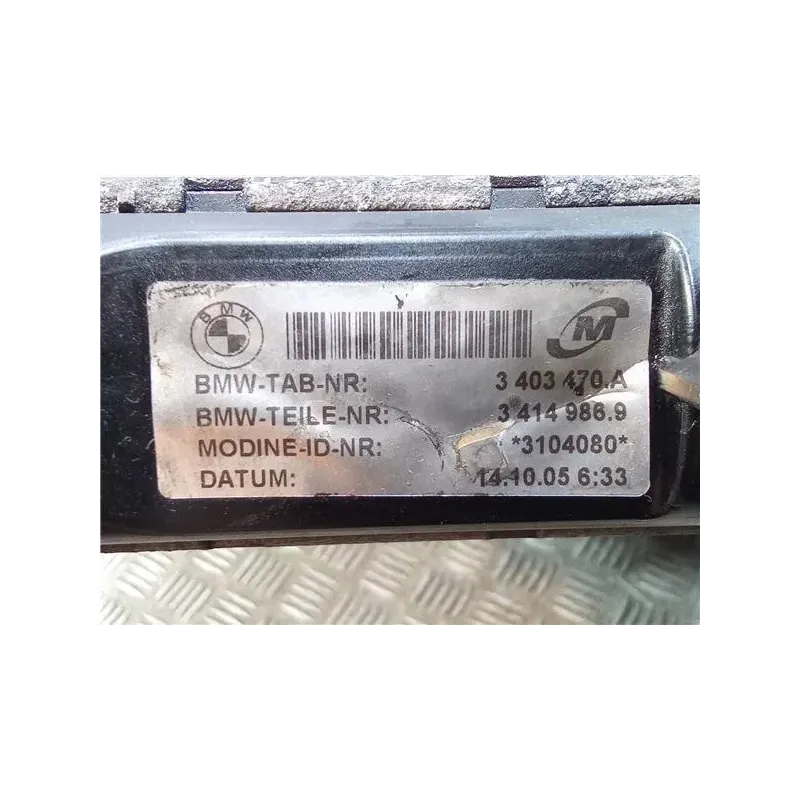 BMW
M
BMW-TAB-NR: 3 403 470.A
BMW-TEILE-NR: 3 414 986.9
MODINE-ID-NR: *3104080*
DATUM: 14.10.05 6:33